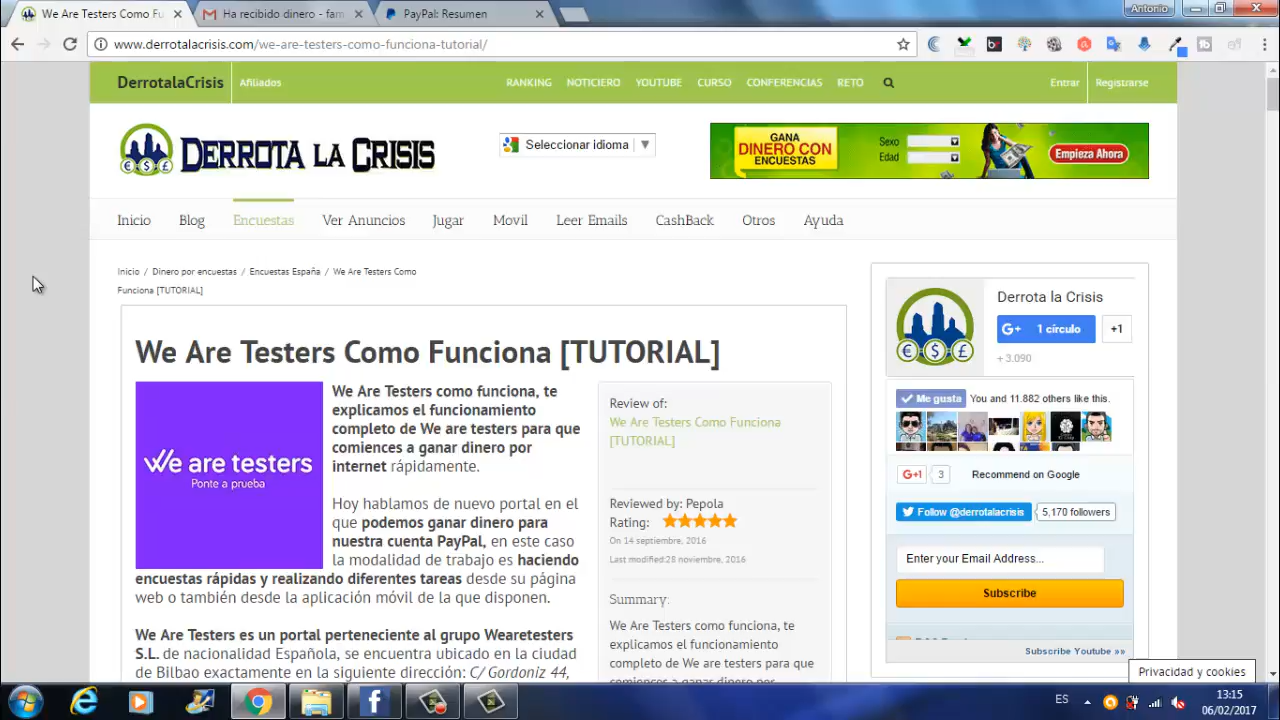 We Are Testers Como Fu
Ha recibido dinero - fam
PayPal: Resumen
Antonio
www.derrotalacrisis.com/we-are-testers-como-funciona-tutorial/
DerrotalaCrisis
Afiliados
RANKING NOTICIERO YOUTUBE CURSO CONFERENCIAS RETO
Entrar
Registrarse
DERROTA LA CRISIS
Seleccionar idioma
GANA
DINERO CON
ENCUESTAS
Sexo
Edad
Empieza Ahora
Inicio Blog Encuestas Ver Anuncios Jugar Movil Leer Emails CashBack Otros Ayuda
Inicio / Dinero por encuestas / Encuestas España / We Are Testers Como
Funciona [TUTORIAL]
We Are Testers Como Funciona [TUTORIAL]
We are testers
Ponte a prueba
We Are Testers como funciona, te
explicamos el funcionamiento
completo de We are testers para que
comiences a ganar dinero por
internet rápidamente.
Hoy hablamos de nuevo portal en el
que podemos ganar dinero para
nuestra cuenta PayPal, en este caso
la modalidad de trabajo es haciendo
encuestas rápidas y realizando diferentes tareas desde su página
web o también desde la aplicación móvil de la que disponen.
We Are Testers es un portal perteneciente al grupo Wearetesters
S.L. de nacionalidad Española, se encuentra ubicado en la ciudad
de Bilbao exactamente en la siguiente dirección: C/ Gordoniz 44,
Review of:
We Are Testers Como Funciona
[TUTORIAL]
Reviewed by: Pepola
Rating:
On 14 septiembre, 2016
Last modified:28 noviembre, 2016
Summary:
We Are Testers como funciona, te
explicamos el funcionamiento
completo de We are testers para que
comiences a ganar dinero por
Derrota la Crisis
G+ 1 círculo
+1
+ 3.090
Me gusta
You and 11.882 others like this.
G+1
3
Recommend on Google
Follow @derrotalacrisis
5,170 followers
Enter your Email Address...
Subscribe
Subscribe Youtube »»
Privacidad y cookies
ES
13:15
06/02/2017